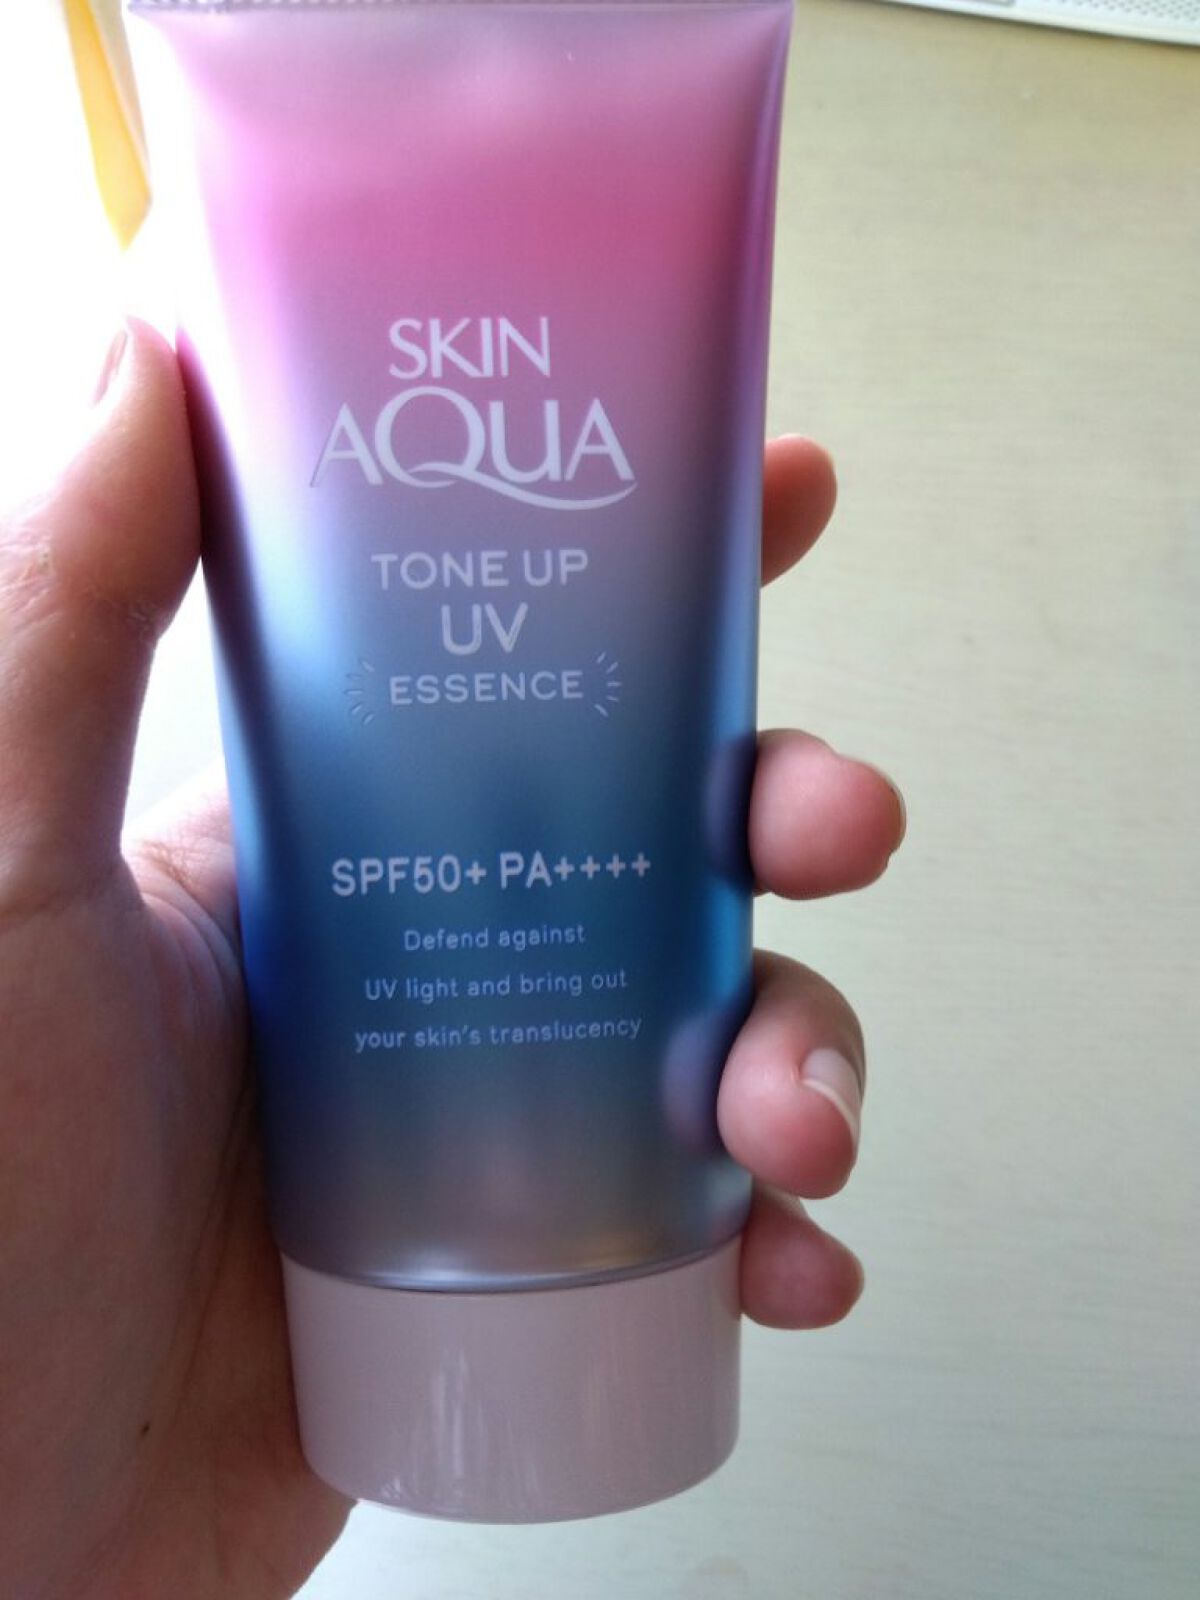 SKIN
AQUA
TONE UP
UV
ESSENCE
SPF50+ PA++++
Defend against
UV light and bring out
your skin's translucency